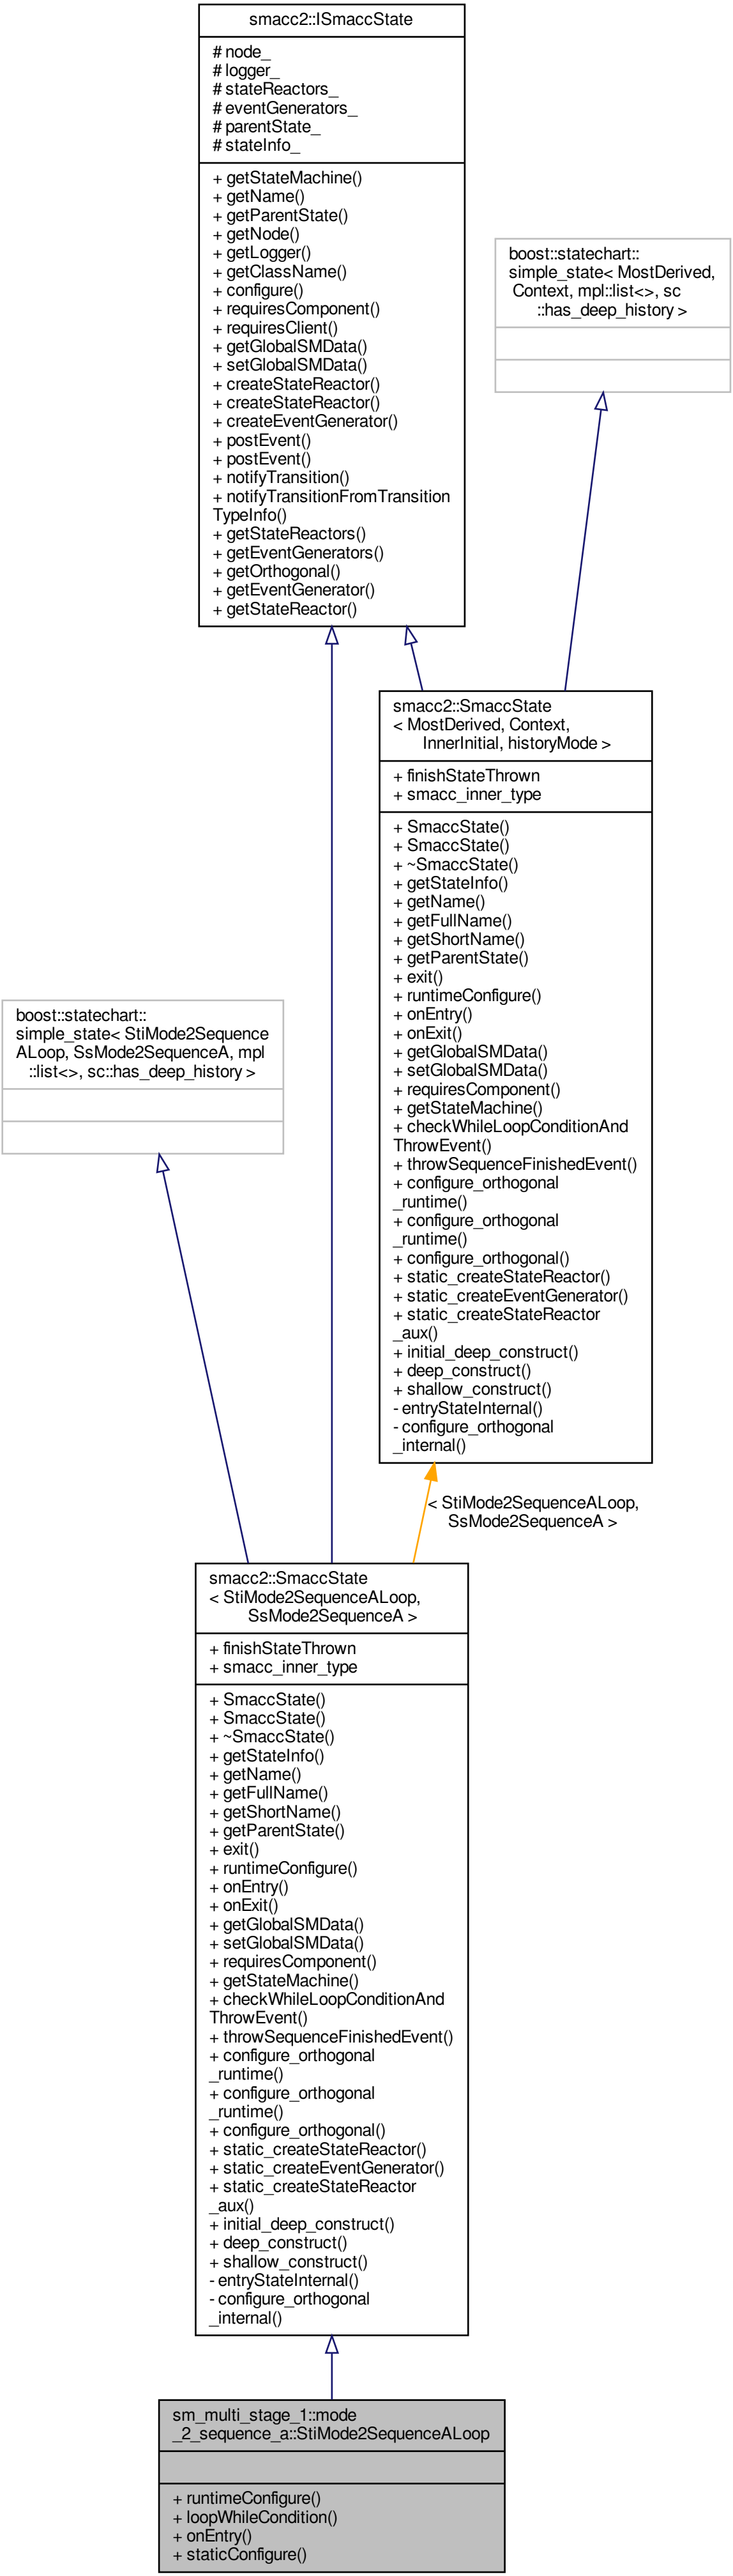 smacc2::ISmaccState
# node_
# logger_
# stateReactors_
# eventGenerators_
# parentState_
# stateInfo_
+ getStateMachine()
+ getName()
+ getParentState()
+ getNode()
+ getLogger()
+ getClassName()
+ configure()
+ requiresComponent()
+ requiresClient()
+ getGlobalSMData()
+ setGlobalSMData()
+ createStateReactor()
+ createStateReactor()
+ createEventGenerator()
+ postEvent()
+ postEvent()
+ notifyTransition()
+ notifyTransitionFromTransition
TypeInfo()
+ getStateReactors()
+ getEventGenerators()
+ getOrthogonal()
+ getEventGenerator()
+ getStateReactor()
boost::statechart::
simple_state< MostDerived,
Context, mpl::list<>, sc
::has_deep_history >
smacc2::SmaccState
< MostDerived, Context,
InnerInitial, historyMode >
+ finishStateThrown
+ smacc_inner_type
+ SmaccState()
+ SmaccState()
+ ~SmaccState()
+ getStateInfo()
+ getName()
+ getFullName()
+ getShortName()
+ getParentState()
+ exit()
+ runtimeConfigure()
+ onEntry()
+ onExit()
+ getGlobalSMData()
+ setGlobalSMData()
+ requiresComponent()
+ getStateMachine()
+ checkWhileLoopConditionAnd
ThrowEvent()
+ throwSequenceFinishedEvent()
+ configure_orthogonal
_runtime()
+ configure_orthogonal
_runtime()
+ configure_orthogonal()
+ static_createStateReactor()
+ static_createEventGenerator()
+ static_createStateReactor
_aux()
+ initial_deep_construct()
+ deep_construct()
+ shallow_construct()
- entryStateInternal()
- configure_orthogonal
_internal()
boost::statechart::
simple_state< StiMode2Sequence
ALoop, SsMode2SequenceA, mpl
::list<>, sc::has_deep_history >
< StiMode2SequenceALoop,
SsMode2SequenceA >
smacc2::SmaccState
< StiMode2SequenceALoop,
SsMode2SequenceA >
+ finishStateThrown
+ smacc_inner_type
+ SmaccState()
+ SmaccState()
+ ~SmaccState()
+ getStateInfo()
+ getName()
+ getFullName()
+ getShortName()
+ getParentState()
+ exit()
+ runtimeConfigure()
+ onEntry()
+ onExit()
+ getGlobalSMData()
+ setGlobalSMData()
+ requiresComponent()
+ getStateMachine()
+ checkWhileLoopConditionAnd
ThrowEvent()
+ throwSequenceFinishedEvent()
+ configure_orthogonal
_runtime()
+ configure_orthogonal
_runtime()
+ configure_orthogonal()
+ static_createStateReactor()
+ static_createEventGenerator()
+ static_createStateReactor
_aux()
+ initial_deep_construct()
+ deep_construct()
+ shallow_construct()
- entryStateInternal()
- configure_orthogonal
_internal()
sm_multi_stage_1::mode
_2_sequence_a::StiMode2SequenceALoop
+ runtimeConfigure()
+ loopWhileCondition()
+ onEntry()
+ staticConfigure()